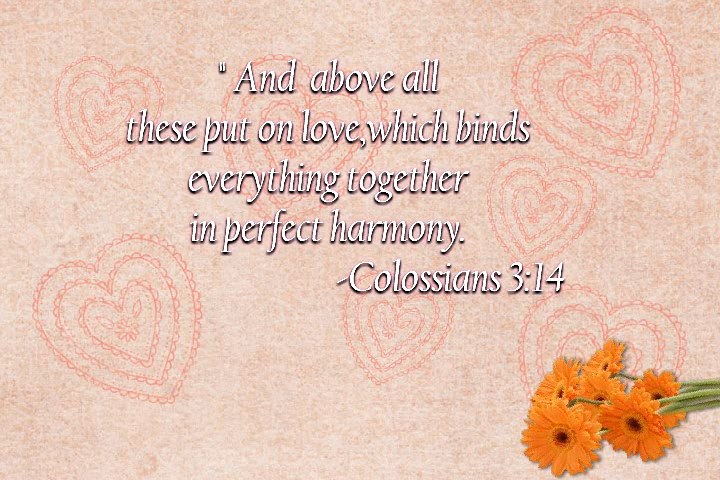 " And above all
these put on love,which binds
everything together
in perfect harmony.
-Colossians 3:14